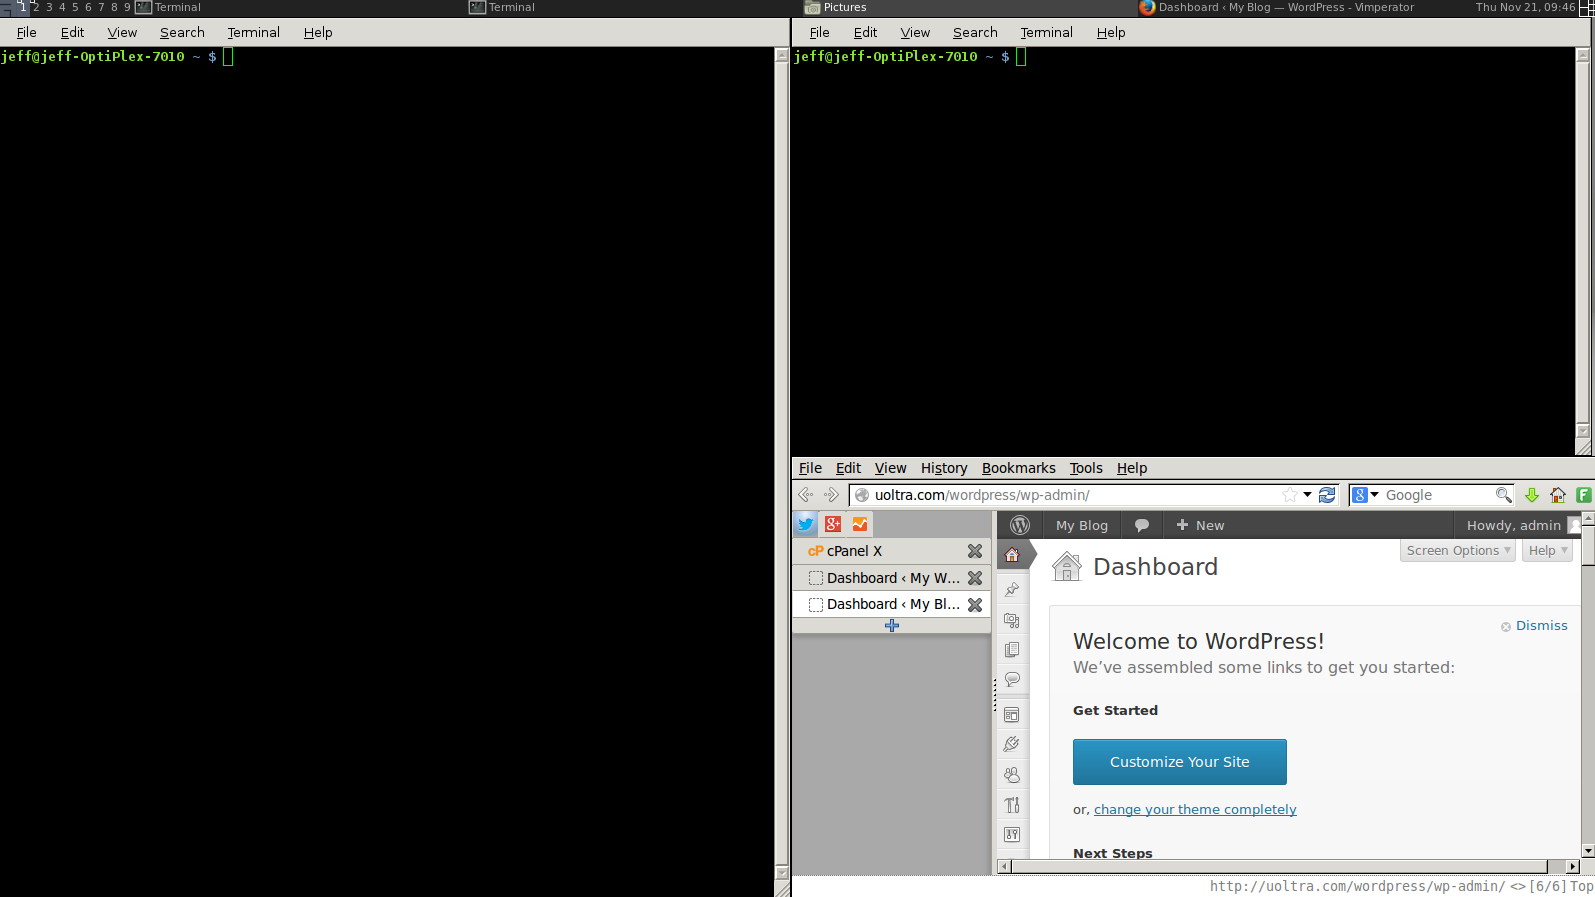 1 2 3 4 5 6 7 8 9 Terminal Terminal Pictures Dashboard ‹ My Blog — WordPress - Vimperator Thu Nov 21, 09:46
File Edit View Search Terminal Help
jeff@jeff-OptiPlex-7010 ~ $
File Edit View Search Terminal Help
jeff@jeff-OptiPlex-7010 ~ $
File Edit View History Bookmarks Tools Help
uoltra.com/wordpress/wp-admin/ 8 Google F
g+
cP cPanel X
Dashboard ‹ My W...
Dashboard ‹ My Bl...
My Blog + New Howdy, admin
Screen Options Help
Dashboard
Dismiss
Welcome to WordPress!
We’ve assembled some links to get you started:
Get Started
Customize Your Site
or, change your theme completely
Next Steps
http://uoltra.com/wordpress/wp-admin/ <> [6/6] Top